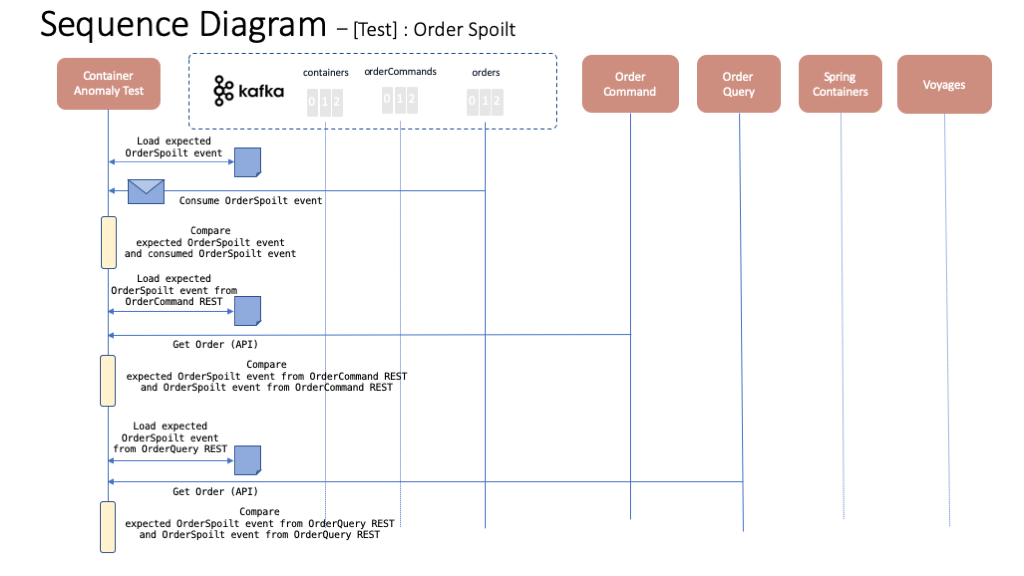 Sequence Diagram – [Test] : Order Spoilt
Container
Anomaly Test
kafka
containers
orderCommands
orders
0 1 2
0 1 2
0 1 2
Order
Command
Order
Query
Spring
Containers
Voyages
Load expected
OrderSpoilt event
Consume OrderSpoilt event
Compare
expected OrderSpoilt event
and consumed OrderSpoilt event
Load expected
OrderSpoilt event from
OrderCommand REST
Get Order (API)
Compare
expected OrderSpoilt event from OrderCommand REST
and OrderSpoilt event from OrderCommand REST
Load expected
OrderSpoilt event
from OrderQuery REST
Get Order (API)
Compare
expected OrderSpoilt event from OrderQuery REST
and OrderSpoilt event from OrderQuery REST